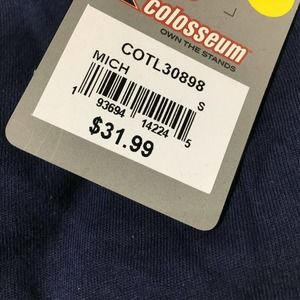 colosseum
OWN THE STANDS
COTL30898
MICH
S
1 93694 14224 5
$31.99